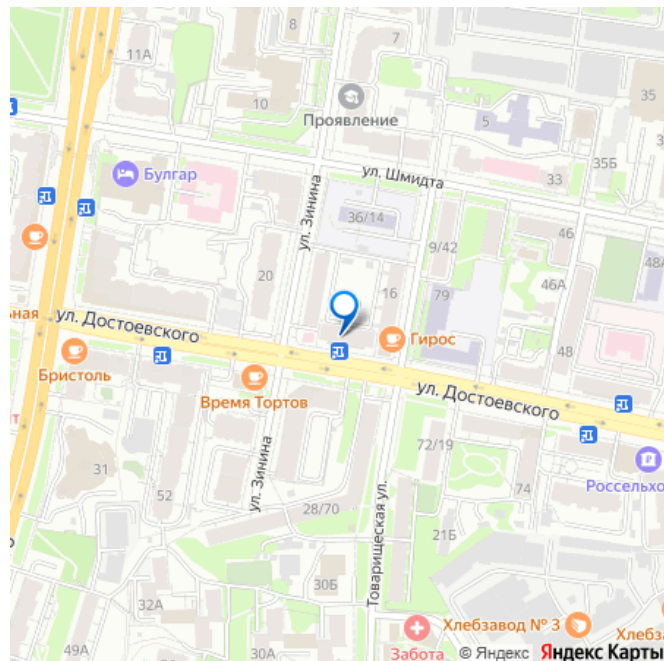 7
11А
8
35
10
Проявление
5
35Б
Булгар
ул. Шмидта
33
ул. Зинина
36/14
9/42
46
48А
20
16
79
46А
ьная
ул. Достоевского
Гирос
48
Бристоль
Время Тортов
ул. Достоевского
ит
72/19
31
ул. Зинина
74
Россельхо
52
28/70
Товарищеская ул.
21Б
о
30Б
32А
Хлебзавод № 3
Хлебза
49А
30А
Забота
© Яндекс Яндекс Карты